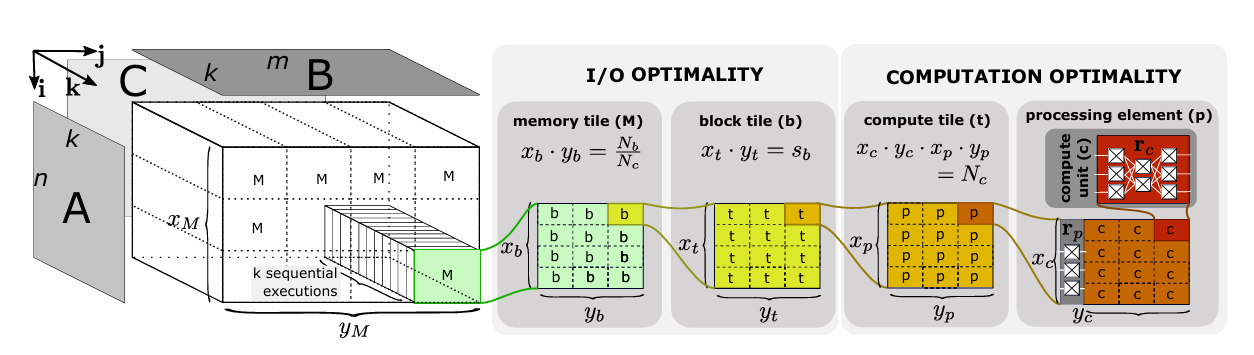 j
i
k
C
k
m
B
k
n
A
M
M
M
M
M
M
x_M
y_M
k sequential
executions
I/O OPTIMALITY
memory tile (M)
x_b · y_b = N_b / N_c
b b b
b b b
b b b
b b b
x_b
y_b
block tile (b)
x_t · y_t = s_b
t t t
t t t
t t t
t t t
x_t
y_t
COMPUTATION OPTIMALITY
compute tile (t)
x_c · y_c · x_p · y_p
= N_c
p p p
p p p
p p p
p p p
x_p
y_p
processing element (p)
compute
unit (c)
r_c
r_p
c c c
c c c
c c c
c c c
x_c
y_c